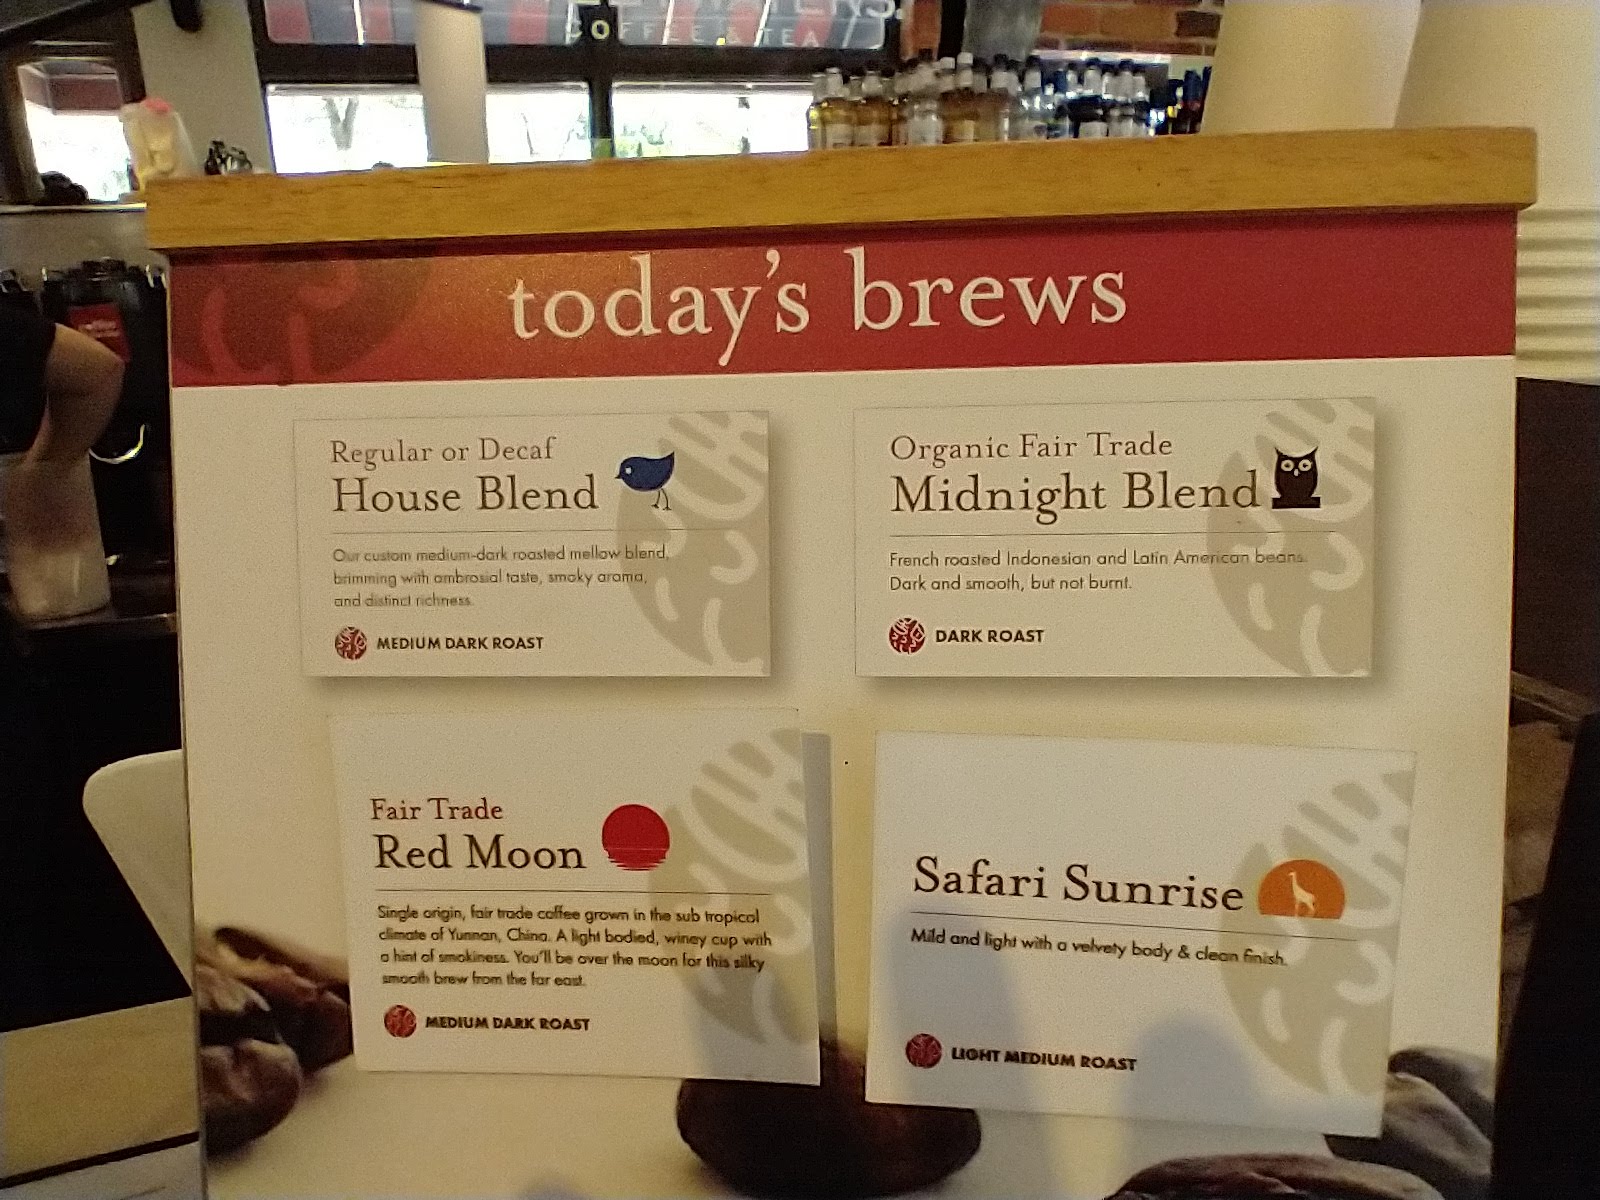 COFFEE & TEA
today's brews
Regular or Decaf
House Blend
Our custom medium-dark roasted mellow blend,
brimming with ambrosial taste, smoky aroma,
and distinct richness.
MEDIUM DARK ROAST
Organic Fair Trade
Midnight Blend
French roasted Indonesian and Latin American beans.
Dark and smooth, but not burnt.
DARK ROAST
Fair Trade
Red Moon
Single origin, fair trade coffee grown in the sub tropical
climate of Yunnan, China. A light bodied, winey cup with
a hint of smokiness. You'll be over the moon for this silky
smooth brew from the far east.
MEDIUM DARK ROAST
Safari Sunrise
Mild and light with a velvety body & clean finish.
LIGHT MEDIUM ROAST